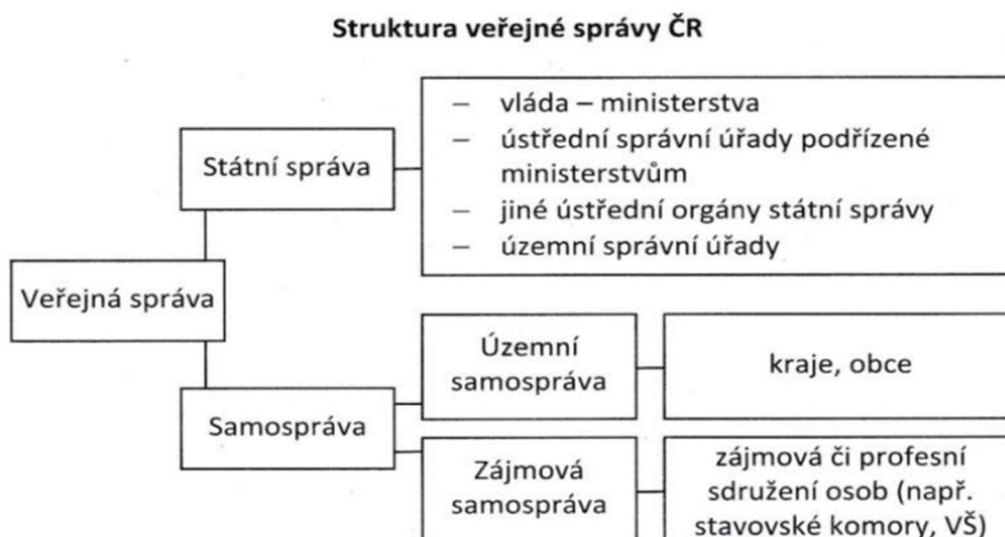 Struktura veřejné správy ČR
– vláda – ministerstva
– ústřední správní úřady podřízené
ministerstvům
– jiné ústřední orgány státní správy
– územní správní úřady
Státní správa
Veřejná správa
Samospráva
Územní
samospráva
kraje, obce
Zájmová
samospráva
zájmová či profesní
sdružení osob (např.
stavovské komory, VŠ)